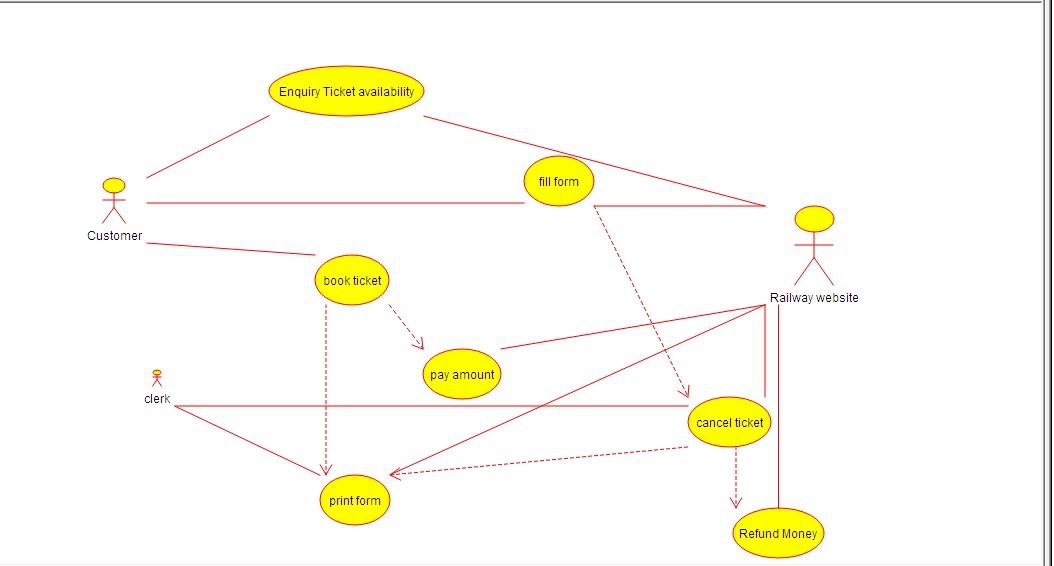 Enquiry Ticket availability
fill form
Customer
book ticket
Railway website
pay amount
clerk
cancel ticket
print form
Refund Money